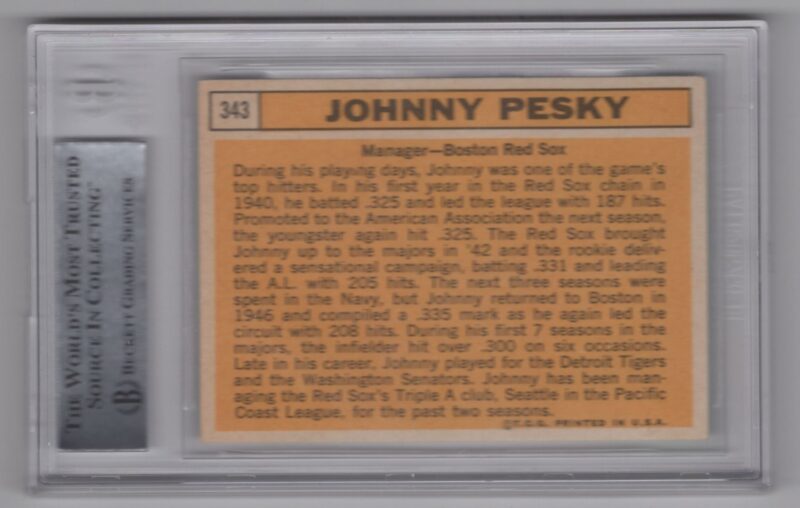 343
JOHNNY PESKY
Manager—Boston Red Sox
During his playing days, Johnny was one of the game's
top hitters. In his first year in the Red Sox chain in
1940, he batted .325 and led the league with 187 hits.
Promoted to the American Association the next season,
the youngster again hit .325. The Red Sox brought
Johnny up to the majors in '42 and the rookie deliv-
ered a sensational campaign, batting .331 and leading
the A.L. with 205 hits. The next three seasons were
spent in the Navy, but Johnny returned to Boston in
1946 and compiled a .335 mark as he again led the
circuit with 208 hits. During his first 7 seasons in the
majors, the infielder hit over .300 on six occasions.
Late in his career, Johnny played for the Detroit Tigers
and the Washington Senators. Johnny has been man-
aging the Red Sox's Triple A club, Seattle in the Pacific
Coast League, for the past two seasons.
©T.C.G. PRINTED IN U.S.A.
THE WORLD'S MOST TRUSTED
SOURCE IN COLLECTING™
B BECKETT GRADING SERVICES